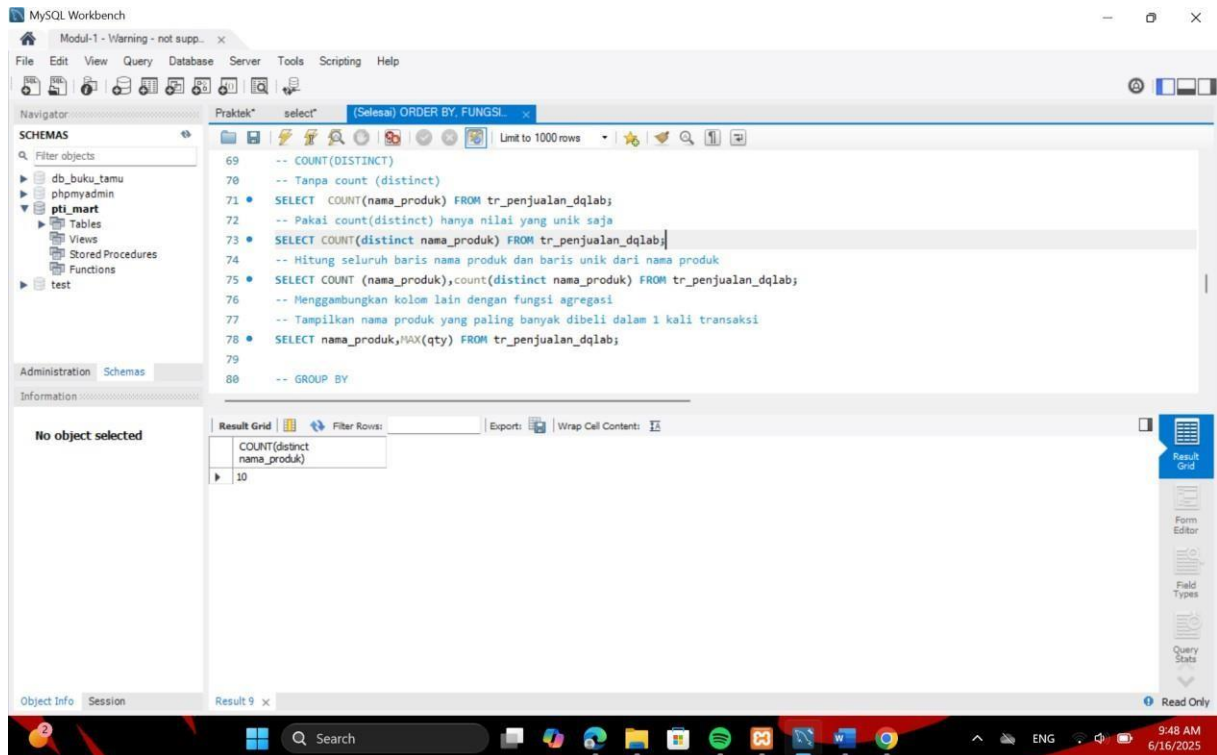 MySQL Workbench
Modul-1 - Warning - not supp..
File Edit View Query Database Server Tools Scripting Help
Navigator
Praktek*
select*
(Selesai) ORDER BY, FUNGSI..
SCHEMAS
Limit to 1000 rows
Filter objects
db_buku_tamu
phpmyadmin
pti_mart
Tables
Views
Stored Procedures
Functions
test
69 -- COUNT(DISTINCT)
70 -- Tanpa count (distinct)
71 SELECT COUNT(nama_produk) FROM tr_penjualan_dqlab;
72 -- Pakai count(distinct) hanya nilai yang unik saja
73 SELECT COUNT(distinct nama_produk) FROM tr_penjualan_dqlab;
74 -- Hitung seluruh baris nama produk dan baris unik dari nama produk
75 SELECT COUNT (nama_produk),count(distinct nama_produk) FROM tr_penjualan_dqlab;
76 -- Menggambungkan kolom lain dengan fungsi agregasi
77 -- Tampilkan nama produk yang paling banyak dibeli dalam 1 kali transaksi
78 SELECT nama_produk,MAX(qty) FROM tr_penjualan_dqlab;
79
80 -- GROUP BY
Administration Schemas
Information
No object selected
Result Grid Filter Rows: Export: Wrap Cell Content:
COUNT(distinct
nama_produk)
10
Result
Grid
Form
Editor
Field
Types
Query
Stats
Object Info Session
Result 9
Read Only
2
Search
ENG
9:48 AM
6/16/2025